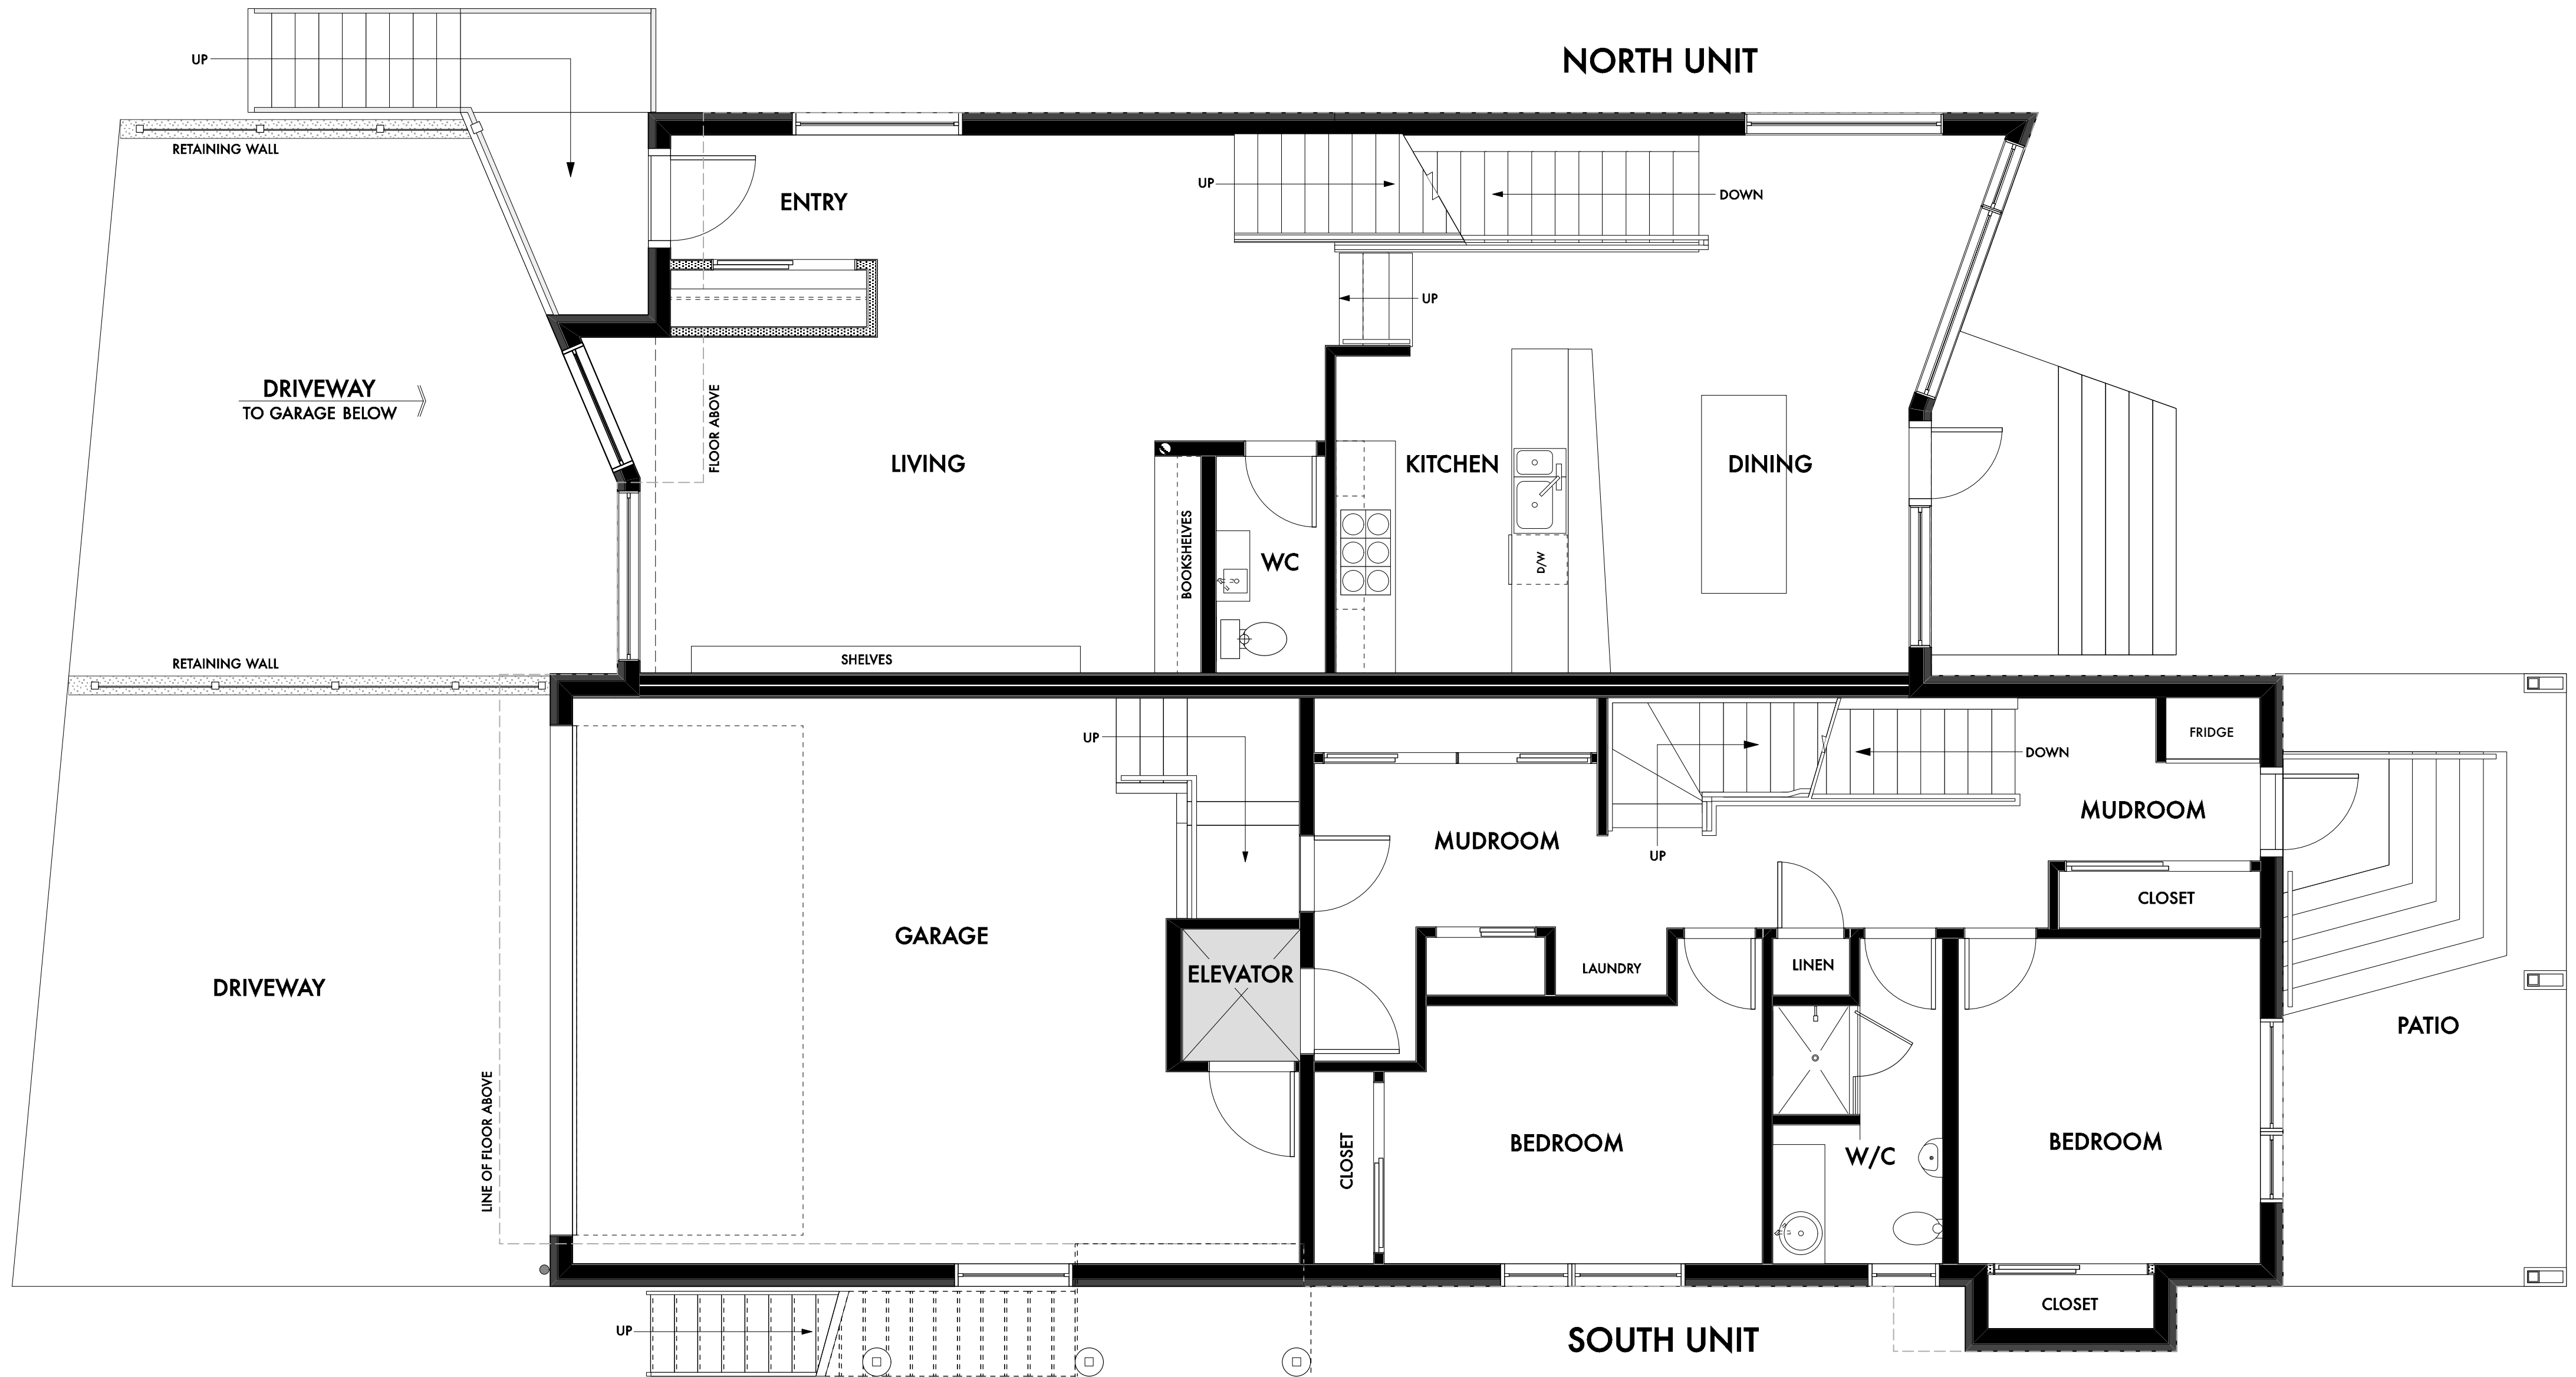 NORTH UNIT
UP
RETAINING WALL
ENTRY
UP
DOWN
UP
DRIVEWAY
TO GARAGE BELOW
FLOOR ABOVE
LIVING
KITCHEN
DINING
BOOKSHELVES
WC
D/W
SHELVES
RETAINING WALL
UP
FRIDGE
DOWN
MUDROOM
MUDROOM
UP
CLOSET
GARAGE
ELEVATOR
LAUNDRY
LINEN
DRIVEWAY
PATIO
LINE OF FLOOR ABOVE
CLOSET
BEDROOM
W/C
BEDROOM
CLOSET
UP
SOUTH UNIT